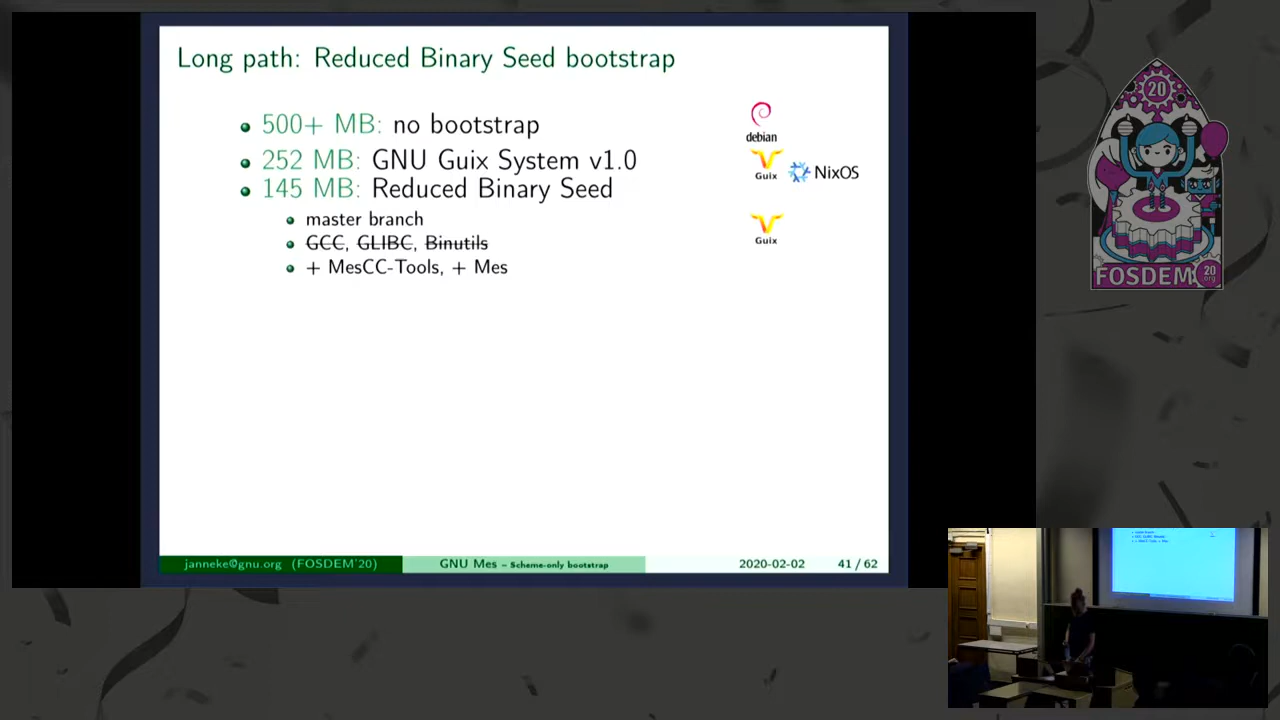 Long path: Reduced Binary Seed bootstrap
500+ MB: no bootstrap
debian
252 MB: GNU Guix System v1.0
Guix
NixOS
145 MB: Reduced Binary Seed
master branch
GCC, GLIBC, Binutils
Guix
+ MesCC-Tools, + Mes
janneke@gnu.org (FOSDEM'20)
GNU Mes – Scheme-only bootstrap
2020-02-02
41 / 62
20
FOSDEM
20
.org